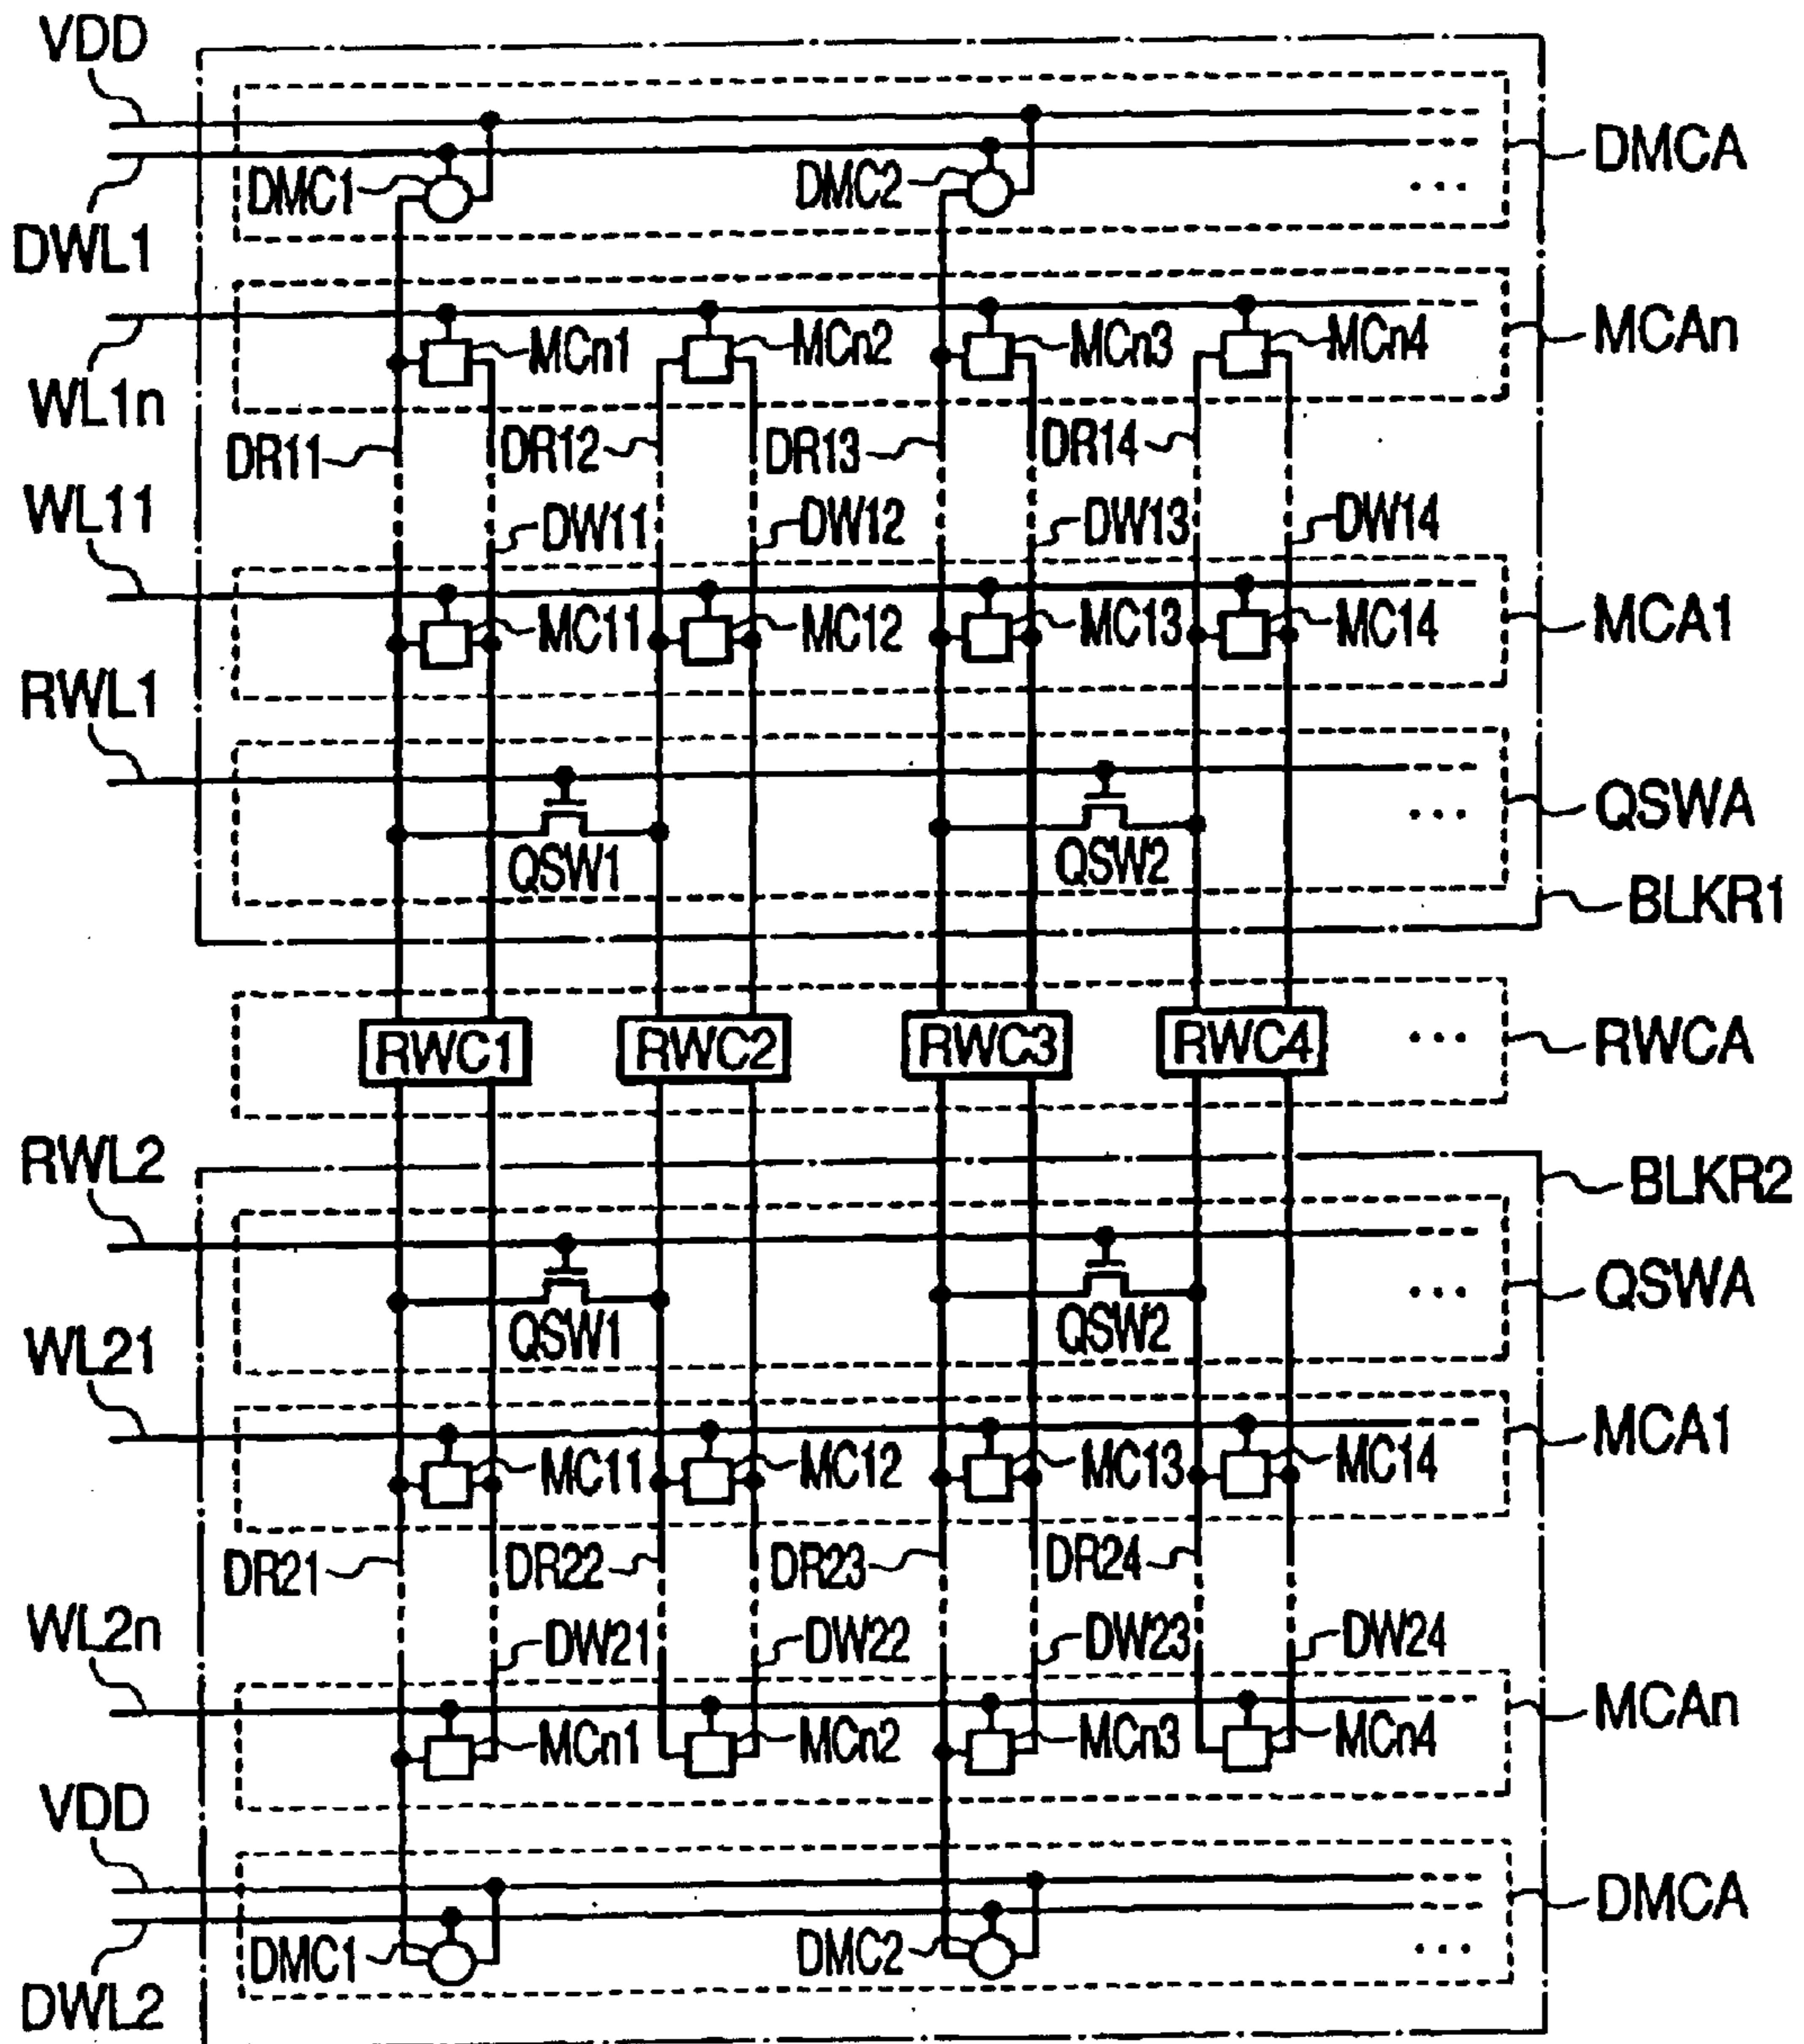 VDD
DMC1 DMC2 DMCA
...
DWL1
MCn1 MCn2 MCn3 MCn4 MCAn
WL1n
DR11 DR12 DR13 DR14
WL11
DW11 DW12 DW13 DW14
MC11 MC12 MC13 MC14 MCA1
RWL1
... QSWA
QSW1 QSW2
BLKR1
RWC1 RWC2 RWC3 RWC4 ... RWCA
RWL2 BLKR2
... QSWA
QSW1 QSW2
WL21
MC11 MC12 MC13 MC14 MCA1
DR21 DR22 DR23 DR24
WL2n
DW21 DW22 DW23 DW24
MCn1 MCn2 MCn3 MCn4 MCAn
VDD
DMCA
DMC1 DMC2 ...
DWL2